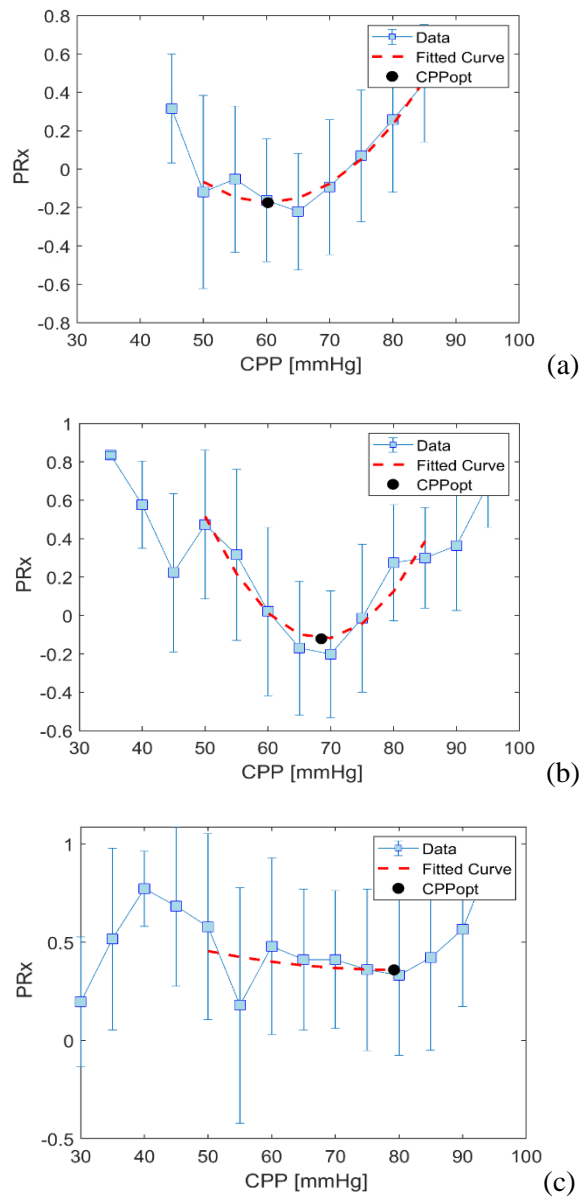 0.8
0.6
0.4
0.2
0
-0.2
-0.4
-0.6
-0.8
PRx
Data
Fitted Curve
CPPopt
30 40 50 60 70 80 90 100
CPP [mmHg]
(a)
1
0.8
0.6
0.4
0.2
0
-0.2
-0.4
-0.6
PRx
Data
Fitted Curve
CPPopt
30 40 50 60 70 80 90 100
CPP [mmHg]
(b)
1
0.5
0
-0.5
PRx
Data
Fitted Curve
CPPopt
30 40 50 60 70 80 90 100
CPP [mmHg]
(c)